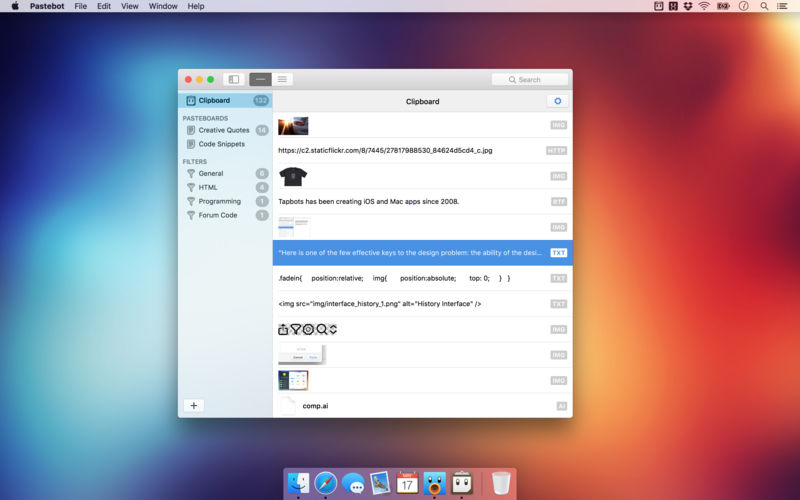 Pastebot File Edit View Window Help
Search
Clipboard 132
PASTEBOARDS
Creative Quotes 14
Code Snippets
FILTERS
General 6
HTML 4
Programming 1
Forum Code 1
Clipboard
IMG
https://c2.staticflickr.com/8/7445/27817988530_84624d5cd4_c.jpg HTTP
IMG
Tapbots has been creating iOS and Mac apps since 2008. RTF
IMG
"Here is one of the few effective keys to the design problem: the ability of the desi... TXT
.fadein{ position:relative; img{ position:absolute; top: 0; } } TXT
<img src="img/interface_history_1.png" alt="History Interface" /> TXT
IMG
Cancel
IMG
IMG
comp.ai AI
17